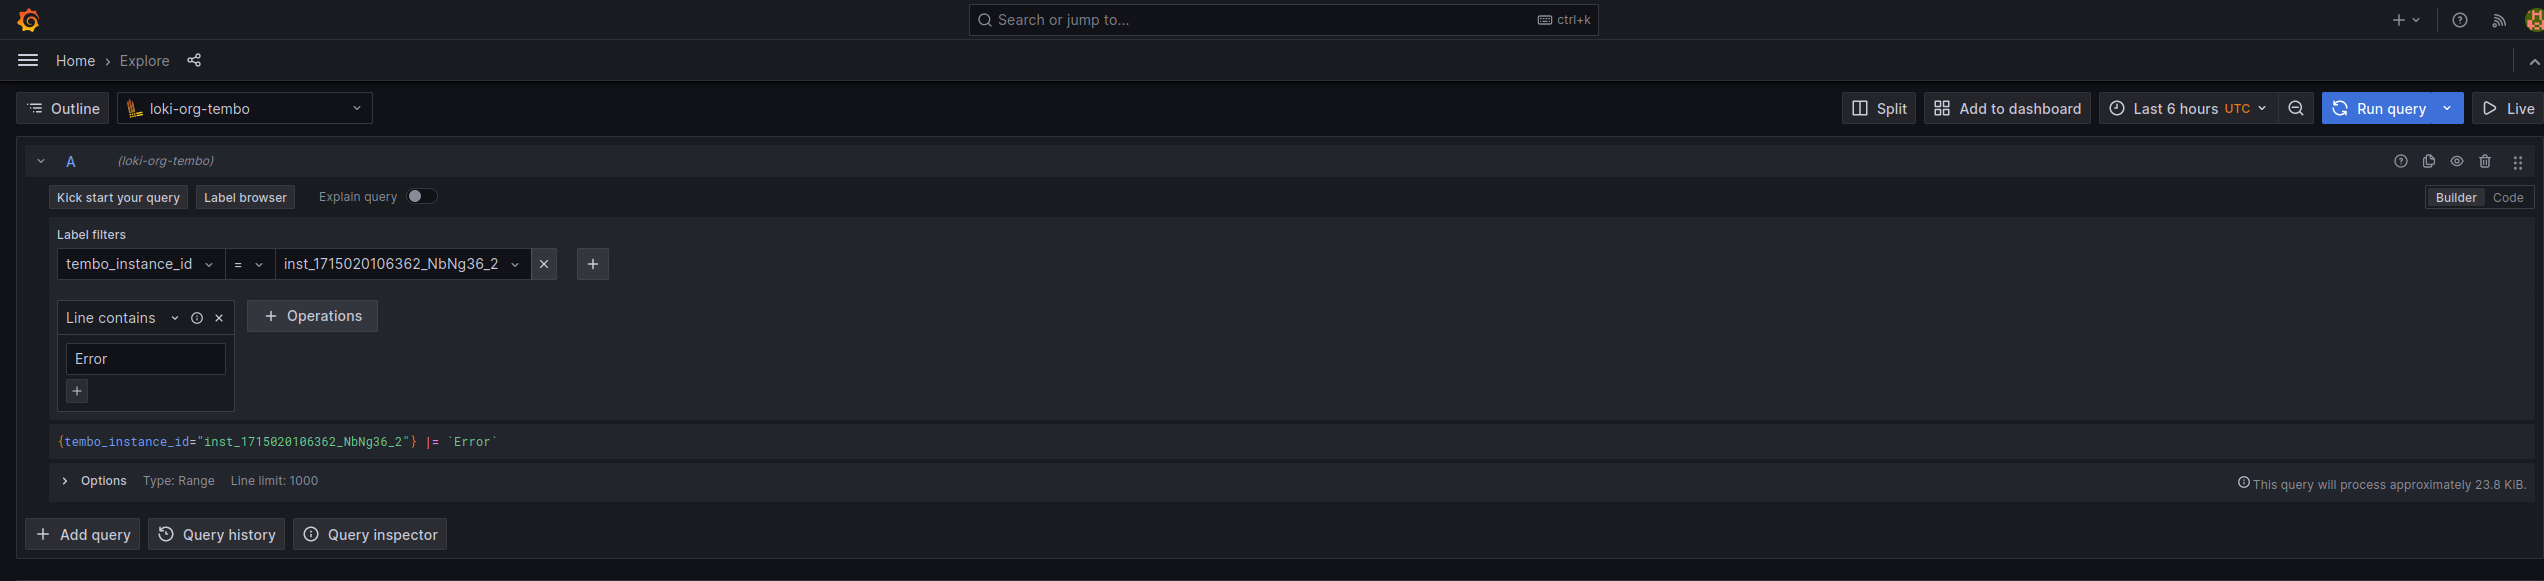 Search or jump to... ctrl+k
Home › Explore
Outline loki-org-tembo Split Add to dashboard Last 6 hours UTC Run query Live
A (loki-org-tembo)
Kick start your query Label browser Explain query Builder Code
Label filters
tembo_instance_id = inst_1715020106362_NbNg36_2
Line contains + Operations
Error
+
{tembo_instance_id="inst_1715020106362_NbNg36_2"} |= `Error`
Options Type: Range Line limit: 1000 This query will process approximately 23.8 KiB.
+ Add query Query history Query inspector